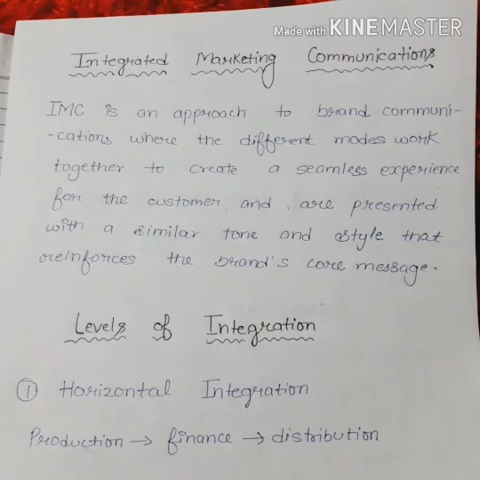 Made with KINEMASTER
Integrated Marketing Communications
IMC is an approach to brand communi-
-cations where the different modes work
together to create a seamless experience
for the customer and are presented
with a similar tone and style that
reinforces the brand's core message.
Levels of Integration
① Horizontal Integration
Production → finance → distribution